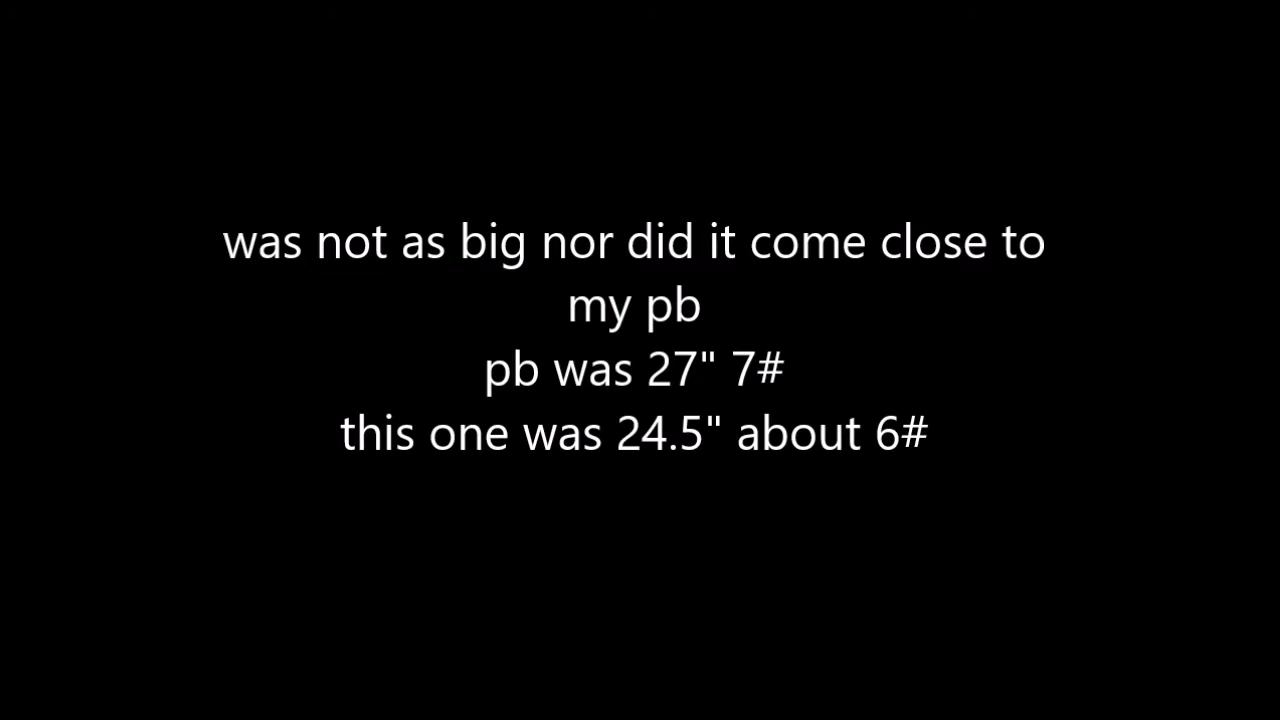 was not as big nor did it come close to
my pb
pb was 27" 7#
this one was 24.5" about 6#